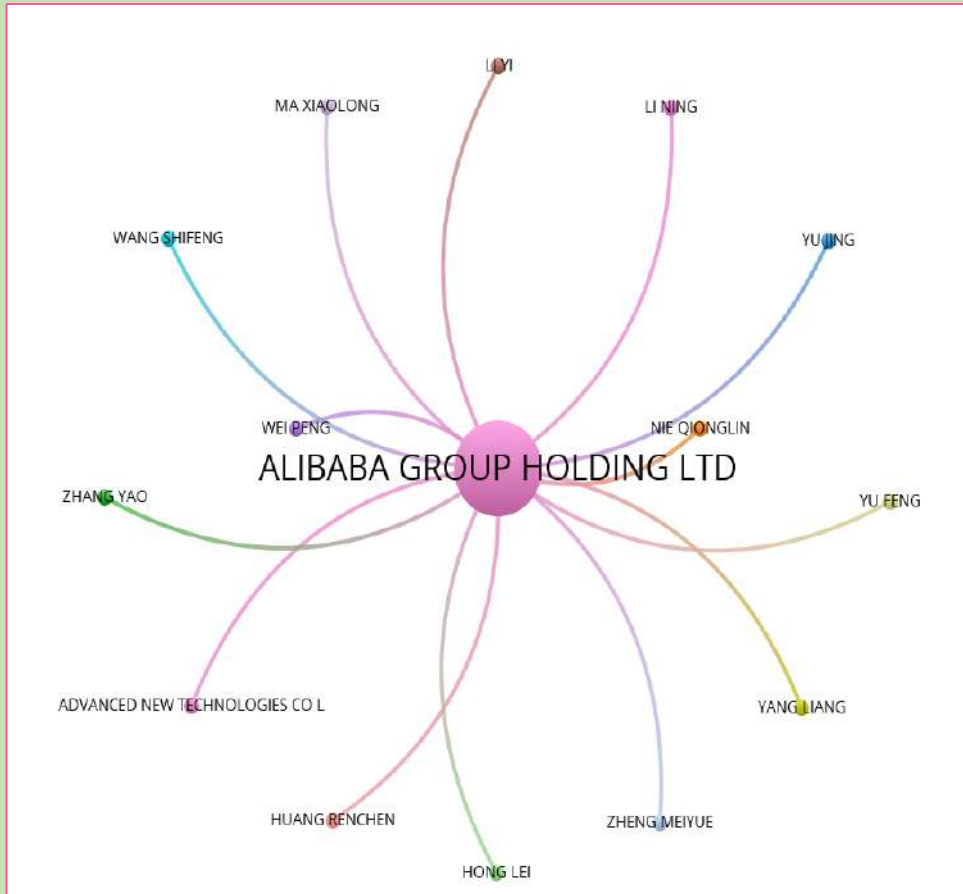 LI YI
MA XIAOLONG
LI NING
WANG SHIFENG
YU JING
WEI PENG
NIE QIONGLIN
ALIBABA GROUP HOLDING LTD
ZHANG YAO
YU FENG
ADVANCED NEW TECHNOLOGIES CO L
YANG LIANG
HUANG RENCHEN
ZHENG MEIYUE
HONG LEI